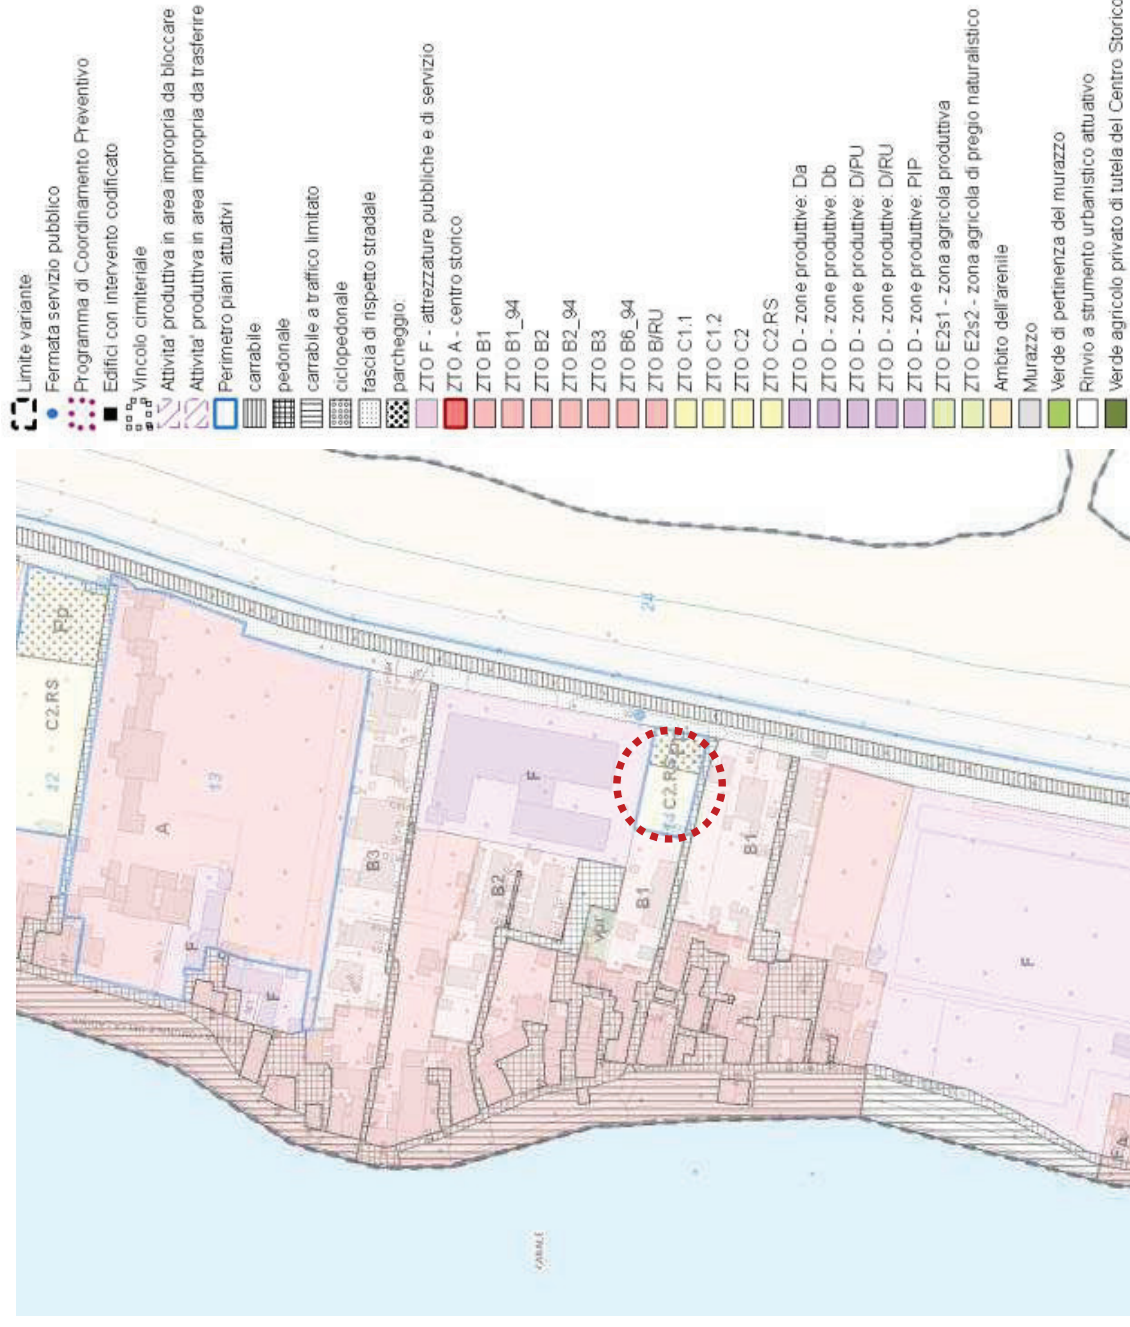 Limite variante
Fermata servizio pubblico
Programma di Coordinamento Preventivo
Edifici con intervento codificato
Vincolo cimiteriale
Attivita' produttiva in area impropria da bloccare
Attivita' produttiva in area impropria da trasferire
Perimetro piani attuativi
carrabile
pedonale
carrabile a traffico limitato
ciclopedonale
fascia di rispetto stradale
parcheggio:
ZTO F - attrezzature pubbliche e di servizio
ZTO A - centro storico
ZTO B1
ZTO B1_94
ZTO B2
ZTO B2_94
ZTO B3
ZTO B6_94
ZTO B/RU
ZTO C1.1
ZTO C1.2
ZTO C2
ZTO C2.RS
ZTO D - zone produttive: Da
ZTO D - zone produttive: Db
ZTO D - zone produttive: D/PU
ZTO D - zone produttive: D/RU
ZTO D - zone produttive: PIP
ZTO E2s1 - zona agricola produttiva
ZTO E2s2 - zona agricola di pregio naturalistico
Ambito dell'arenile
Murazzo
Verde di pertinenza del murazzo
Rinvio a strumento urbanistico attuativo
Verde agricolo privato di tutela del Centro Storico
12 C2.RS Fp
A 13
F
F
B3
B2
F
24
Vpr
B1
14 C2.RS
B1
F
A
CANALE